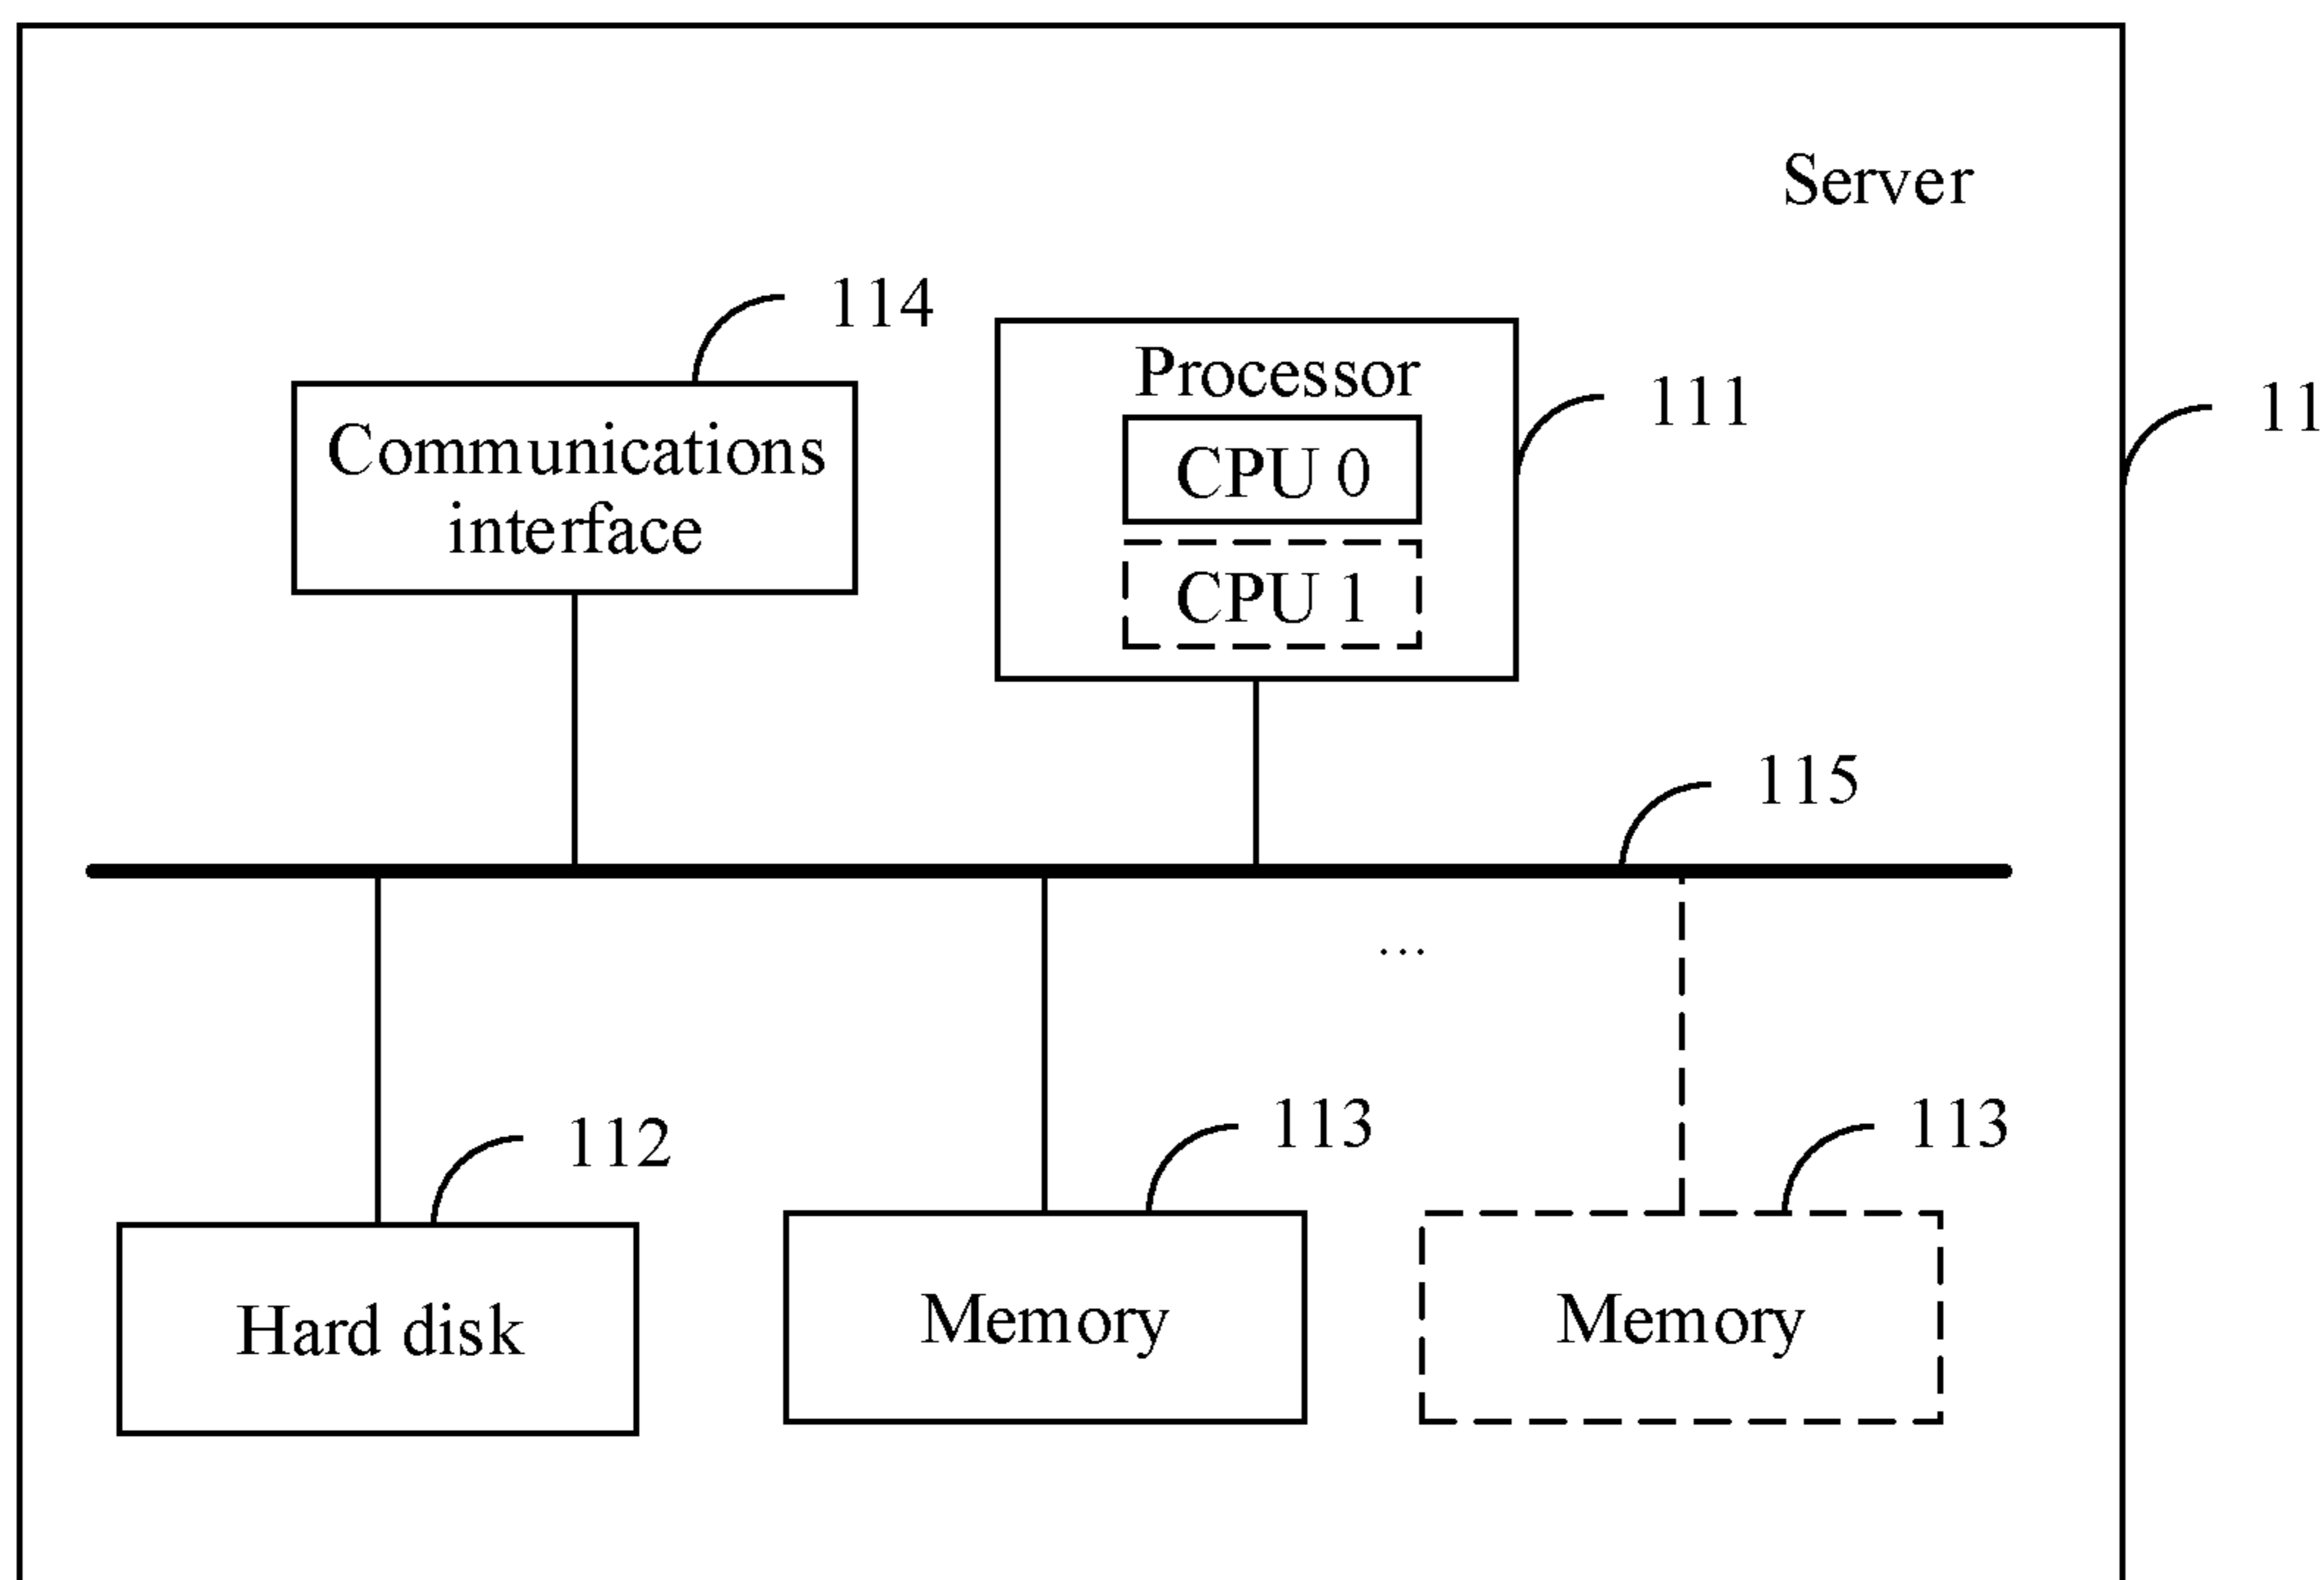 Server
114
Processor
111
11
Communications
interface
CPU 0
CPU 1
115
...
112
113
113
Hard disk
Memory
Memory